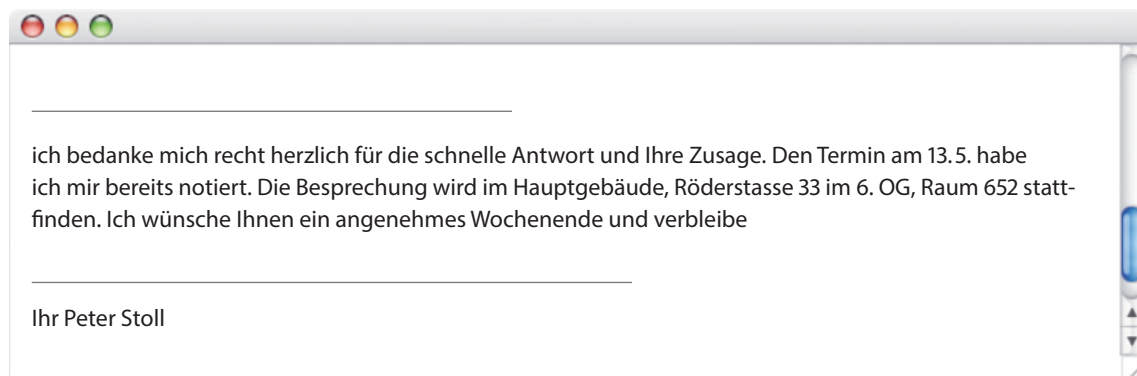 ich bedanke mich recht herzlich für die schnelle Antwort und Ihre Zusage. Den Termin am 13.5. habe
ich mir bereits notiert. Die Besprechung wird im Hauptgebäude, Röderstasse 33 im 6. OG, Raum 652 statt-
finden. Ich wünsche Ihnen ein angenehmes Wochenende und verbleibe
Ihr Peter Stoll